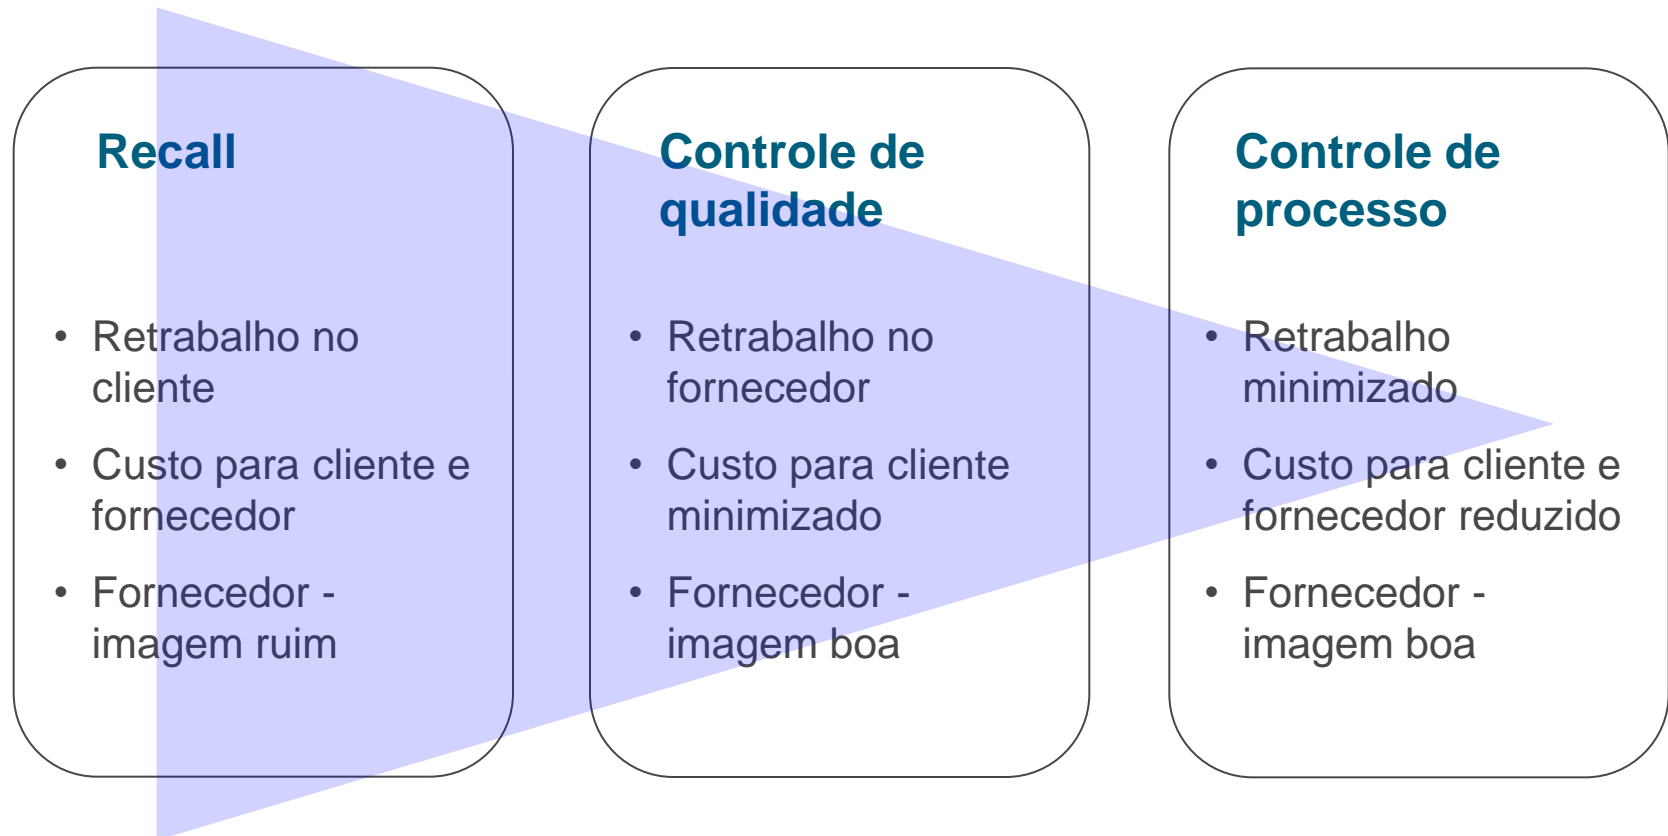 Recall
• Retrabalho no
cliente
• Custo para cliente e
fornecedor
• Fornecedor -
imagem ruim
Controle de
qualidade
• Retrabalho no
fornecedor
• Custo para cliente
minimizado
• Fornecedor -
imagem boa
Controle de
processo
• Retrabalho
minimizado
• Custo para cliente e
fornecedor reduzido
• Fornecedor -
imagem boa